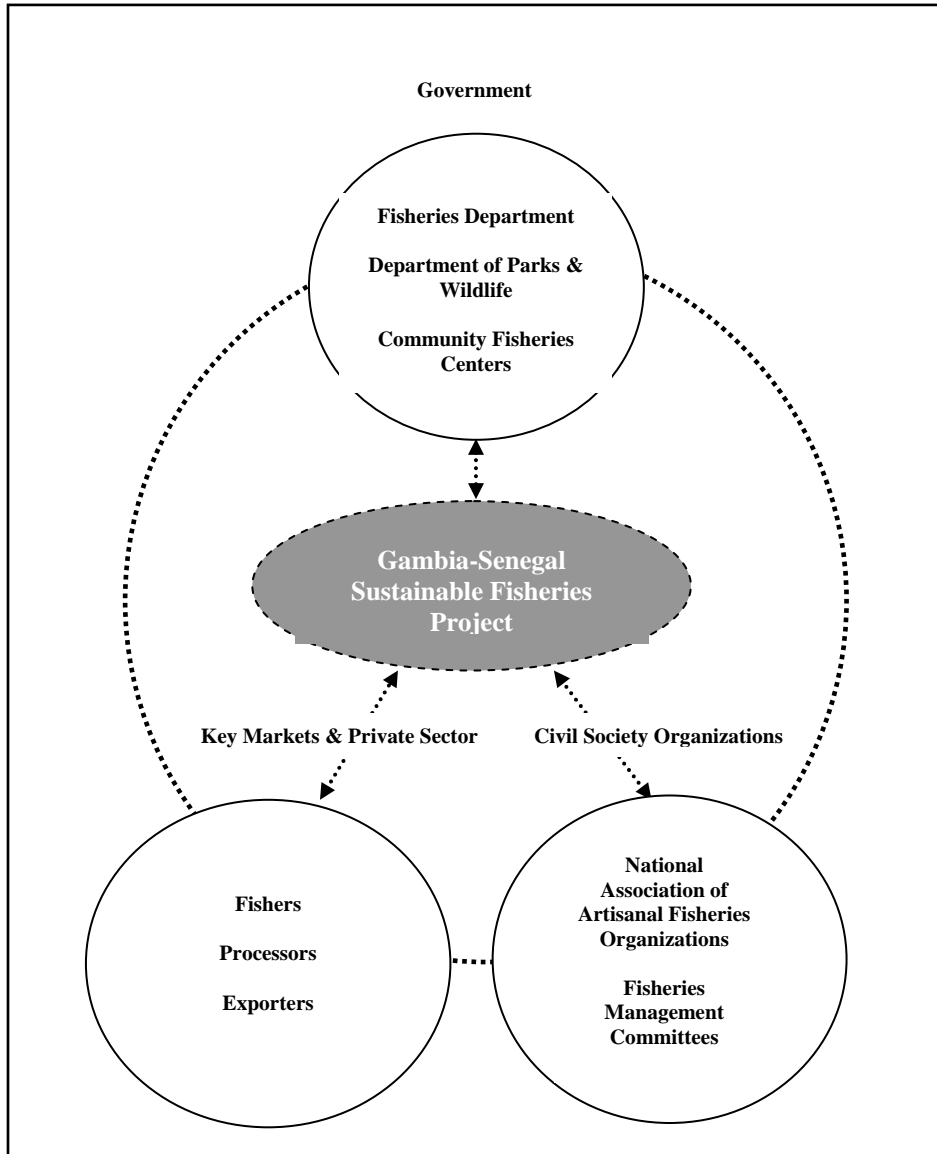 Government
Fisheries Department
Department of Parks &
Wildlife
Community Fisheries
Centers
Gambia-Senegal
Sustainable Fisheries
Project
Key Markets & Private Sector
Civil Society Organizations
Fishers
Processors
Exporters
National
Association of
Artisanal Fisheries
Organizations
Fisheries
Management
Committees